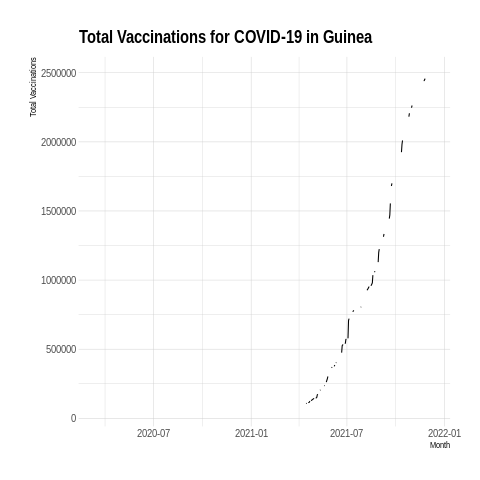 Total Vaccinations for COVID-19 in Guinea
Total Vaccinations
2500000
2000000
1500000
1000000
500000
0
2020-07 2021-01 2021-07 2022-01
Month